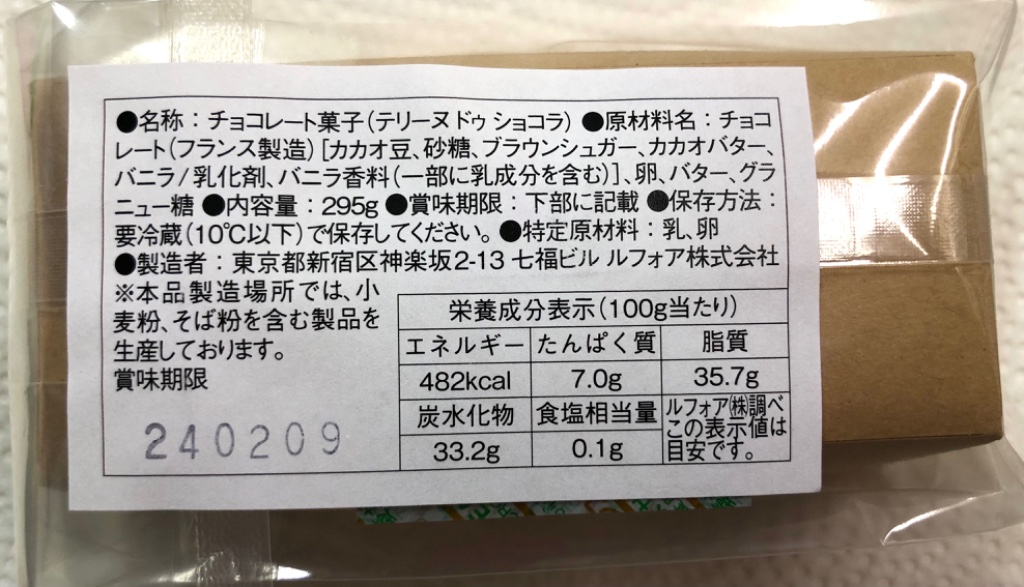 ●名称：チョコレート菓子（テリーヌ ドゥ ショコラ）●原材料名：チョコ
レート（フランス製造）［カカオ豆、砂糖、ブラウンシュガー、カカオバター、
バニラ/乳化剤、バニラ香料（一部に乳成分を含む）］、卵、バター、グラ
ニュー糖 ●内容量：295g ●賞味期限：下部に記載 ●保存方法：
要冷蔵（10℃以下）で保存してください。●特定原材料：乳、卵
●製造者：東京都新宿区神楽坂2-13 七福ビル ルフォア株式会社
※本品製造場所では、小
麦粉、そば粉を含む製品を
生産しております。
賞味期限
240209
栄養成分表示（100g当たり）
エネルギー たんぱく質 脂質
482kcal 7.0g 35.7g
炭水化物 食塩相当量
33.2g 0.1g
ルフォア㈱調べ
この表示値は
目安です。